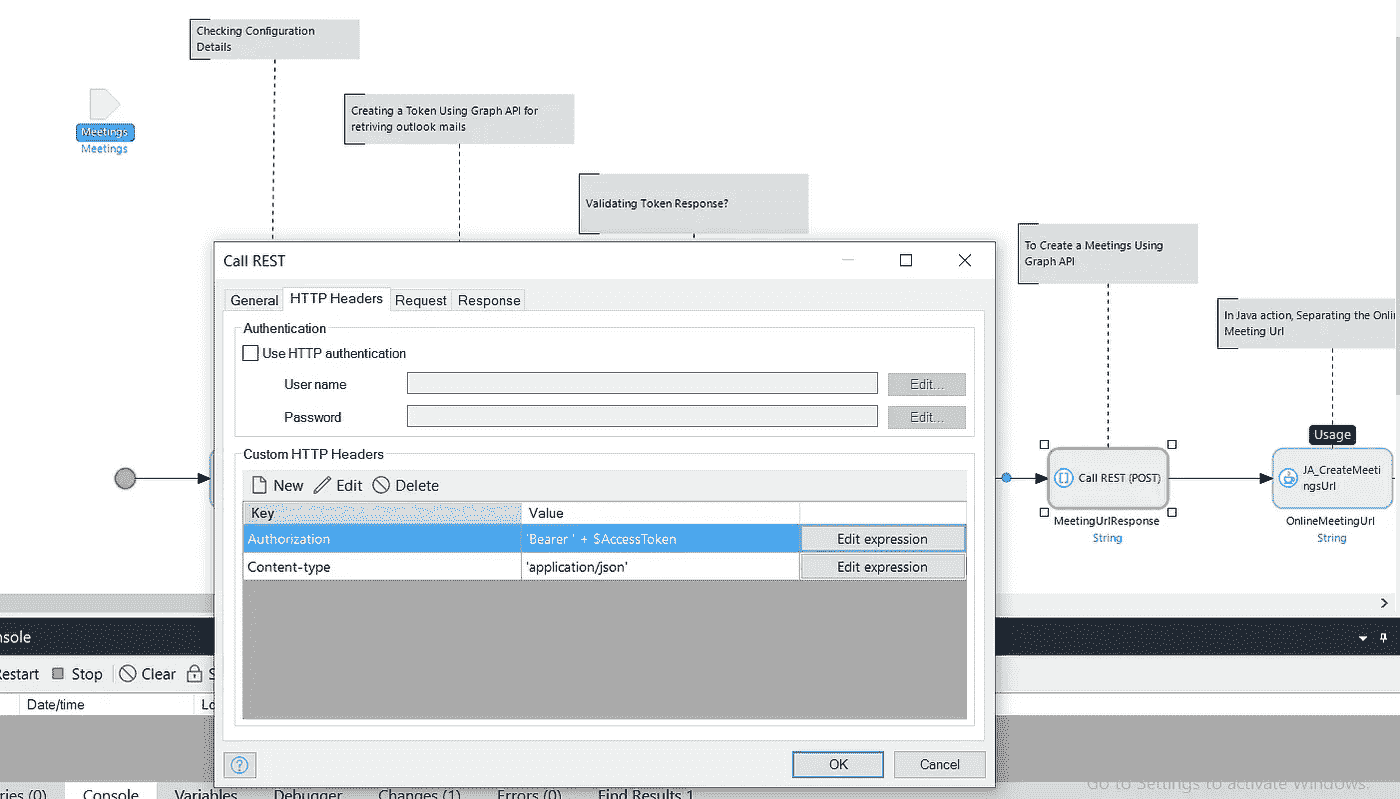 Checking Configuration
Details
Creating a Token Using Graph API for
retriving outlook mails
Meetings
Meetings
Validating Token Response?
To Create a Meetings Using
Graph API
In Java action, Separating the Onli
Meeting Url
Call REST
General HTTP Headers Request Response
Authentication
Use HTTP authentication
User name Edit...
Password Edit...
Custom HTTP Headers
New Edit Delete
Key Value
Authorization 'Bearer ' + $AccessToken Edit expression
Content-type 'application/json' Edit expression
OK Cancel
Usage
Call REST (POST)
MeetingUrlResponse
String
JA_CreateMeeti
ngsUrl
OnlineMeetingUrl
String
nsole
Restart Stop Clear S
Date/time Lo
ries (0) Console Variables Debugger Changes (1) Errors (0) Find Results 1
Go to Settings to activate Windows.